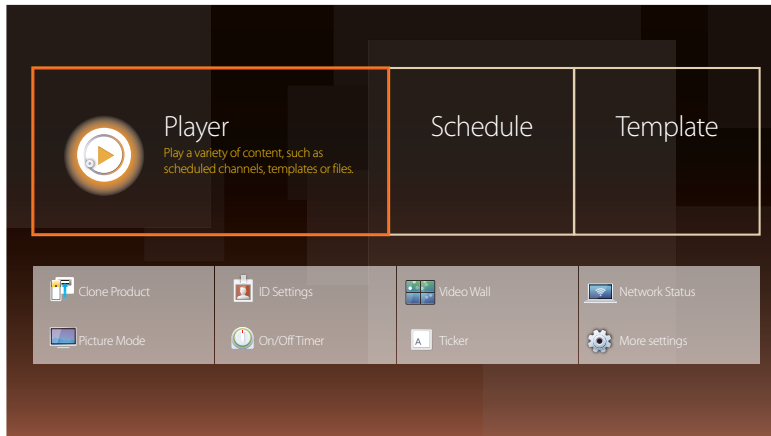 Player
Play a variety of content, such as
scheduled channels, templates or files.
Schedule
Template
Clone Product
ID Settings
Video Wall
Network Status
Picture Mode
On/Off Timer
A
Ticker
More settings